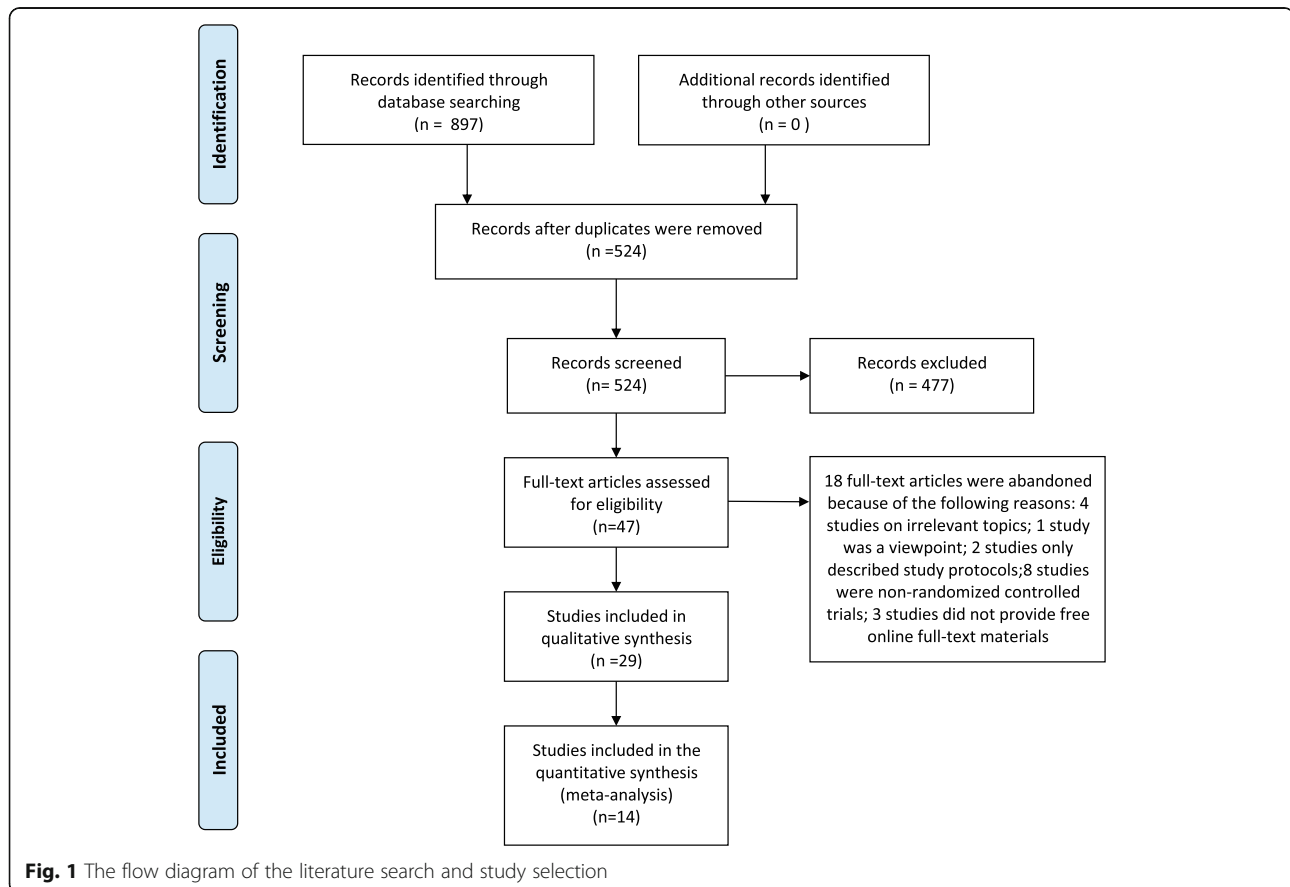 Identification
Records identified through
database searching
(n = 897)
Additional records identified
through other sources
(n = 0 )
Records after duplicates were removed
(n =524)
Screening
Records screened
(n= 524)
Records excluded
(n = 477)
Eligibility
Full-text articles assessed
for eligibility
(n=47)
18 full-text articles were abandoned
because of the following reasons: 4
studies on irrelevant topics; 1 study
was a viewpoint; 2 studies only
described study protocols;8 studies
were non-randomized controlled
trials; 3 studies did not provide free
online full-text materials
Studies included in
qualitative synthesis
(n =29)
Included
Studies included in the
quantitative synthesis
(meta-analysis)
(n=14)
Fig. 1 The flow diagram of the literature search and study selection